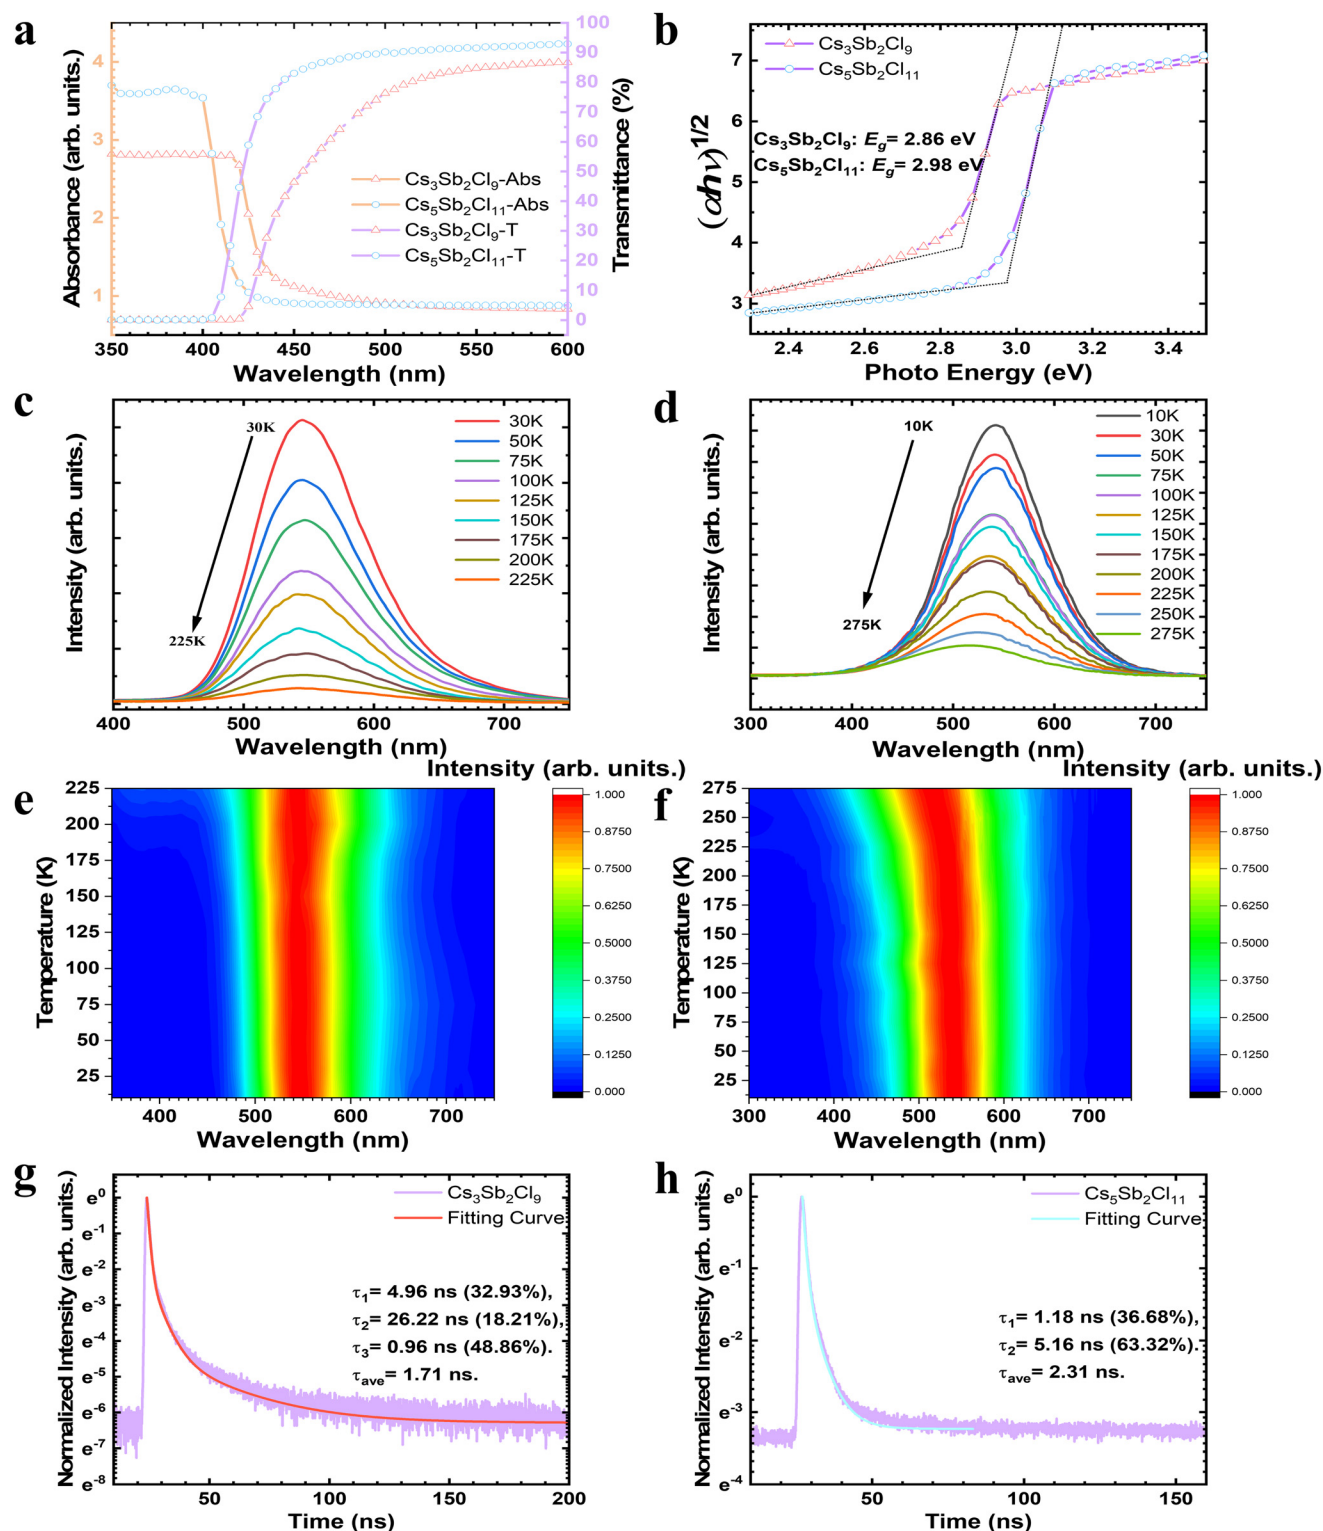 a
Absorbance (arb. units.)
4
3
2
1
100
90
80
70
60
50
40
30
20
10
0
Transmittance (%)
Cs₃Sb₂Cl₉-Abs
Cs₅Sb₂Cl₁₁-Abs
Cs₃Sb₂Cl₉-T
Cs₅Sb₂Cl₁₁-T
350 400 450 500 550 600
Wavelength (nm)
b
(αhν)^1/2
7
6
5
4
3
Cs₃Sb₂Cl₉
Cs₅Sb₂Cl₁₁
Cs₃Sb₂Cl₉: E_g= 2.86 eV
Cs₅Sb₂Cl₁₁: E_g= 2.98 eV
2.4 2.6 2.8 3.0 3.2 3.4
Photo Energy (eV)
c
Intensity (arb. units.)
30K
225K
30K
50K
75K
100K
125K
150K
175K
200K
225K
400 500 600 700
Wavelength (nm)
d
Intensity (arb. units.)
10K
275K
10K
30K
50K
75K
100K
125K
150K
175K
200K
225K
250K
275K
300 400 500 600 700
Wavelength (nm)
e
Intensity (arb. units.)
Temperature (K)
225
200
175
150
125
100
75
50
25
400 500 600 700
Wavelength (nm)
1.000
0.8750
0.7500
0.6250
0.5000
0.3750
0.2500
0.1250
0.000
f
Intensity (arb. units.)
Temperature (K)
275
250
225
200
175
150
125
100
75
50
25
300 400 500 600 700
Wavelength (nm)
1.000
0.8750
0.7500
0.6250
0.5000
0.3750
0.2500
0.1250
0.000
g
Normalized Intensity (arb. units.)
e⁰
e⁻¹
e⁻²
e⁻³
e⁻⁴
e⁻⁵
e⁻⁶
e⁻⁷
e⁻⁸
Cs₃Sb₂Cl₉
Fitting Curve
τ₁= 4.96 ns (32.93%),
τ₂= 26.22 ns (18.21%),
τ₃= 0.96 ns (48.86%).
τ_ave= 1.71 ns.
50 100 150 200
Time (ns)
h
Normalized Intensity (arb. units.)
e⁰
e⁻¹
e⁻²
e⁻³
e⁻⁴
Cs₅Sb₂Cl₁₁
Fitting Curve
τ₁= 1.18 ns (36.68%),
τ₂= 5.16 ns (63.32%).
τ_ave= 2.31 ns.
50 100 150
Time (ns)